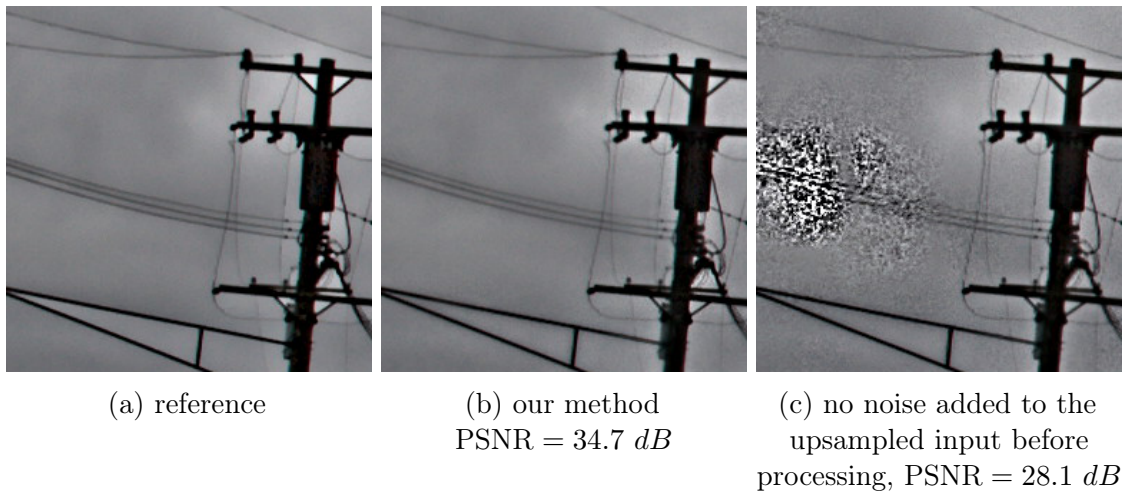 (a) reference
(b) our method
PSNR = 34.7 dB
(c) no noise added to the
upsampled input before
processing, PSNR = 28.1 dB